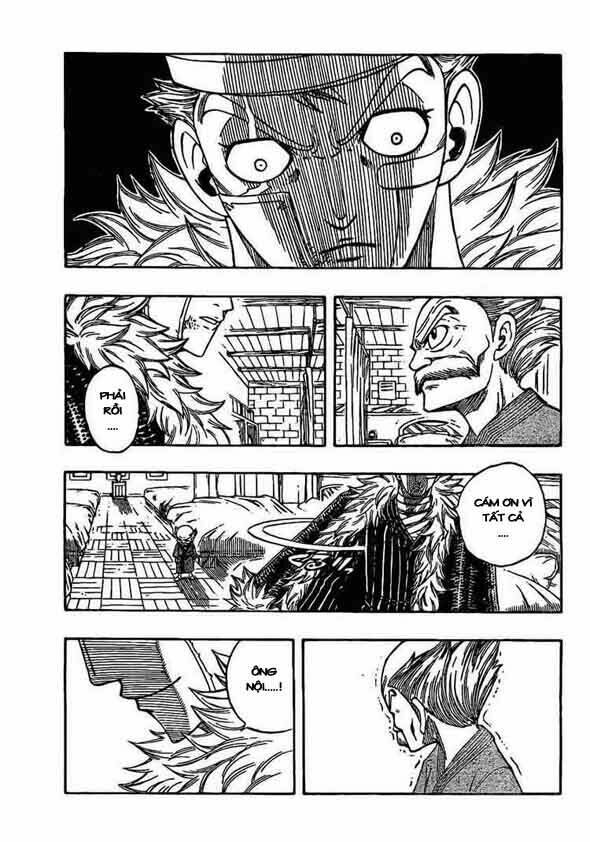 PHẢI
RỒI
....
CÁM ƠN VÌ
TẤT CẢ
....
ÔNG
NỘI.....!